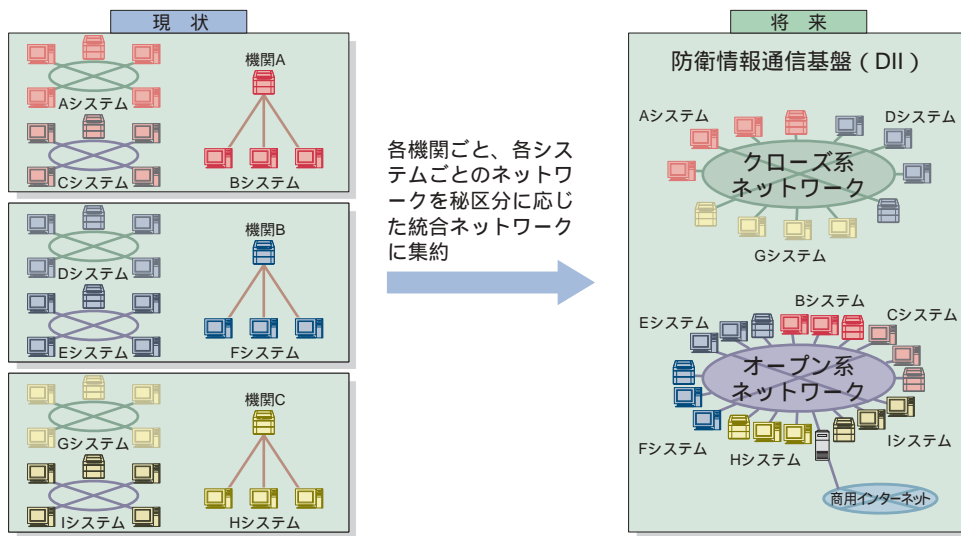 現　状
機関A
Aシステム
Cシステム
Bシステム
機関B
Dシステム
Eシステム
Fシステム
機関C
Gシステム
Iシステム
Hシステム
各機関ごと、各シス
テムごとのネットワ
ークを秘区分に応じ
た統合ネットワーク
に集約
将　来
防衛情報通信基盤（DII）
Aシステム
Dシステム
クローズ系
ネットワーク
Gシステム
Bシステム
Eシステム
Cシステム
オープン系
ネットワーク
Fシステム
Hシステム
Iシステム
商用インターネット